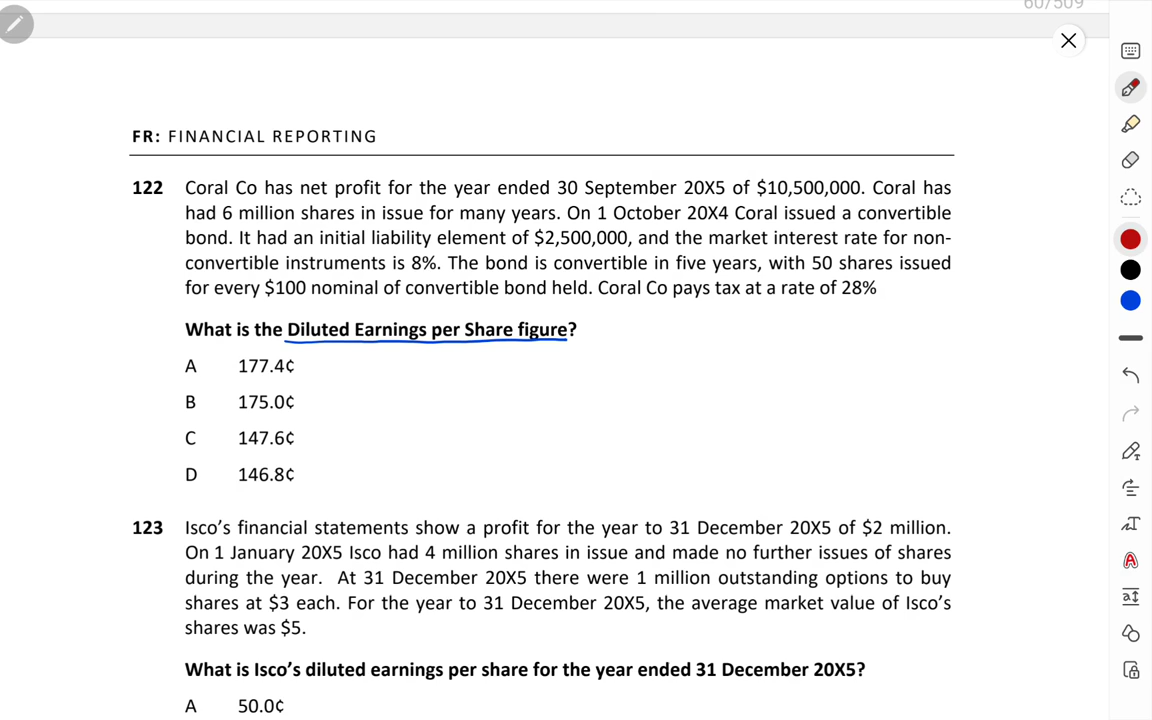 60/509
FR: FINANCIAL REPORTING
122 Coral Co has net profit for the year ended 30 September 20X5 of $10,500,000. Coral has
had 6 million shares in issue for many years. On 1 October 20X4 Coral issued a convertible
bond. It had an initial liability element of $2,500,000, and the market interest rate for non-
convertible instruments is 8%. The bond is convertible in five years, with 50 shares issued
for every $100 nominal of convertible bond held. Coral Co pays tax at a rate of 28%
What is the Diluted Earnings per Share figure?
A 177.4¢
B 175.0¢
C 147.6¢
D 146.8¢
123 Isco’s financial statements show a profit for the year to 31 December 20X5 of $2 million.
On 1 January 20X5 Isco had 4 million shares in issue and made no further issues of shares
during the year. At 31 December 20X5 there were 1 million outstanding options to buy
shares at $3 each. For the year to 31 December 20X5, the average market value of Isco’s
shares was $5.
What is Isco’s diluted earnings per share for the year ended 31 December 20X5?
A 50.0¢